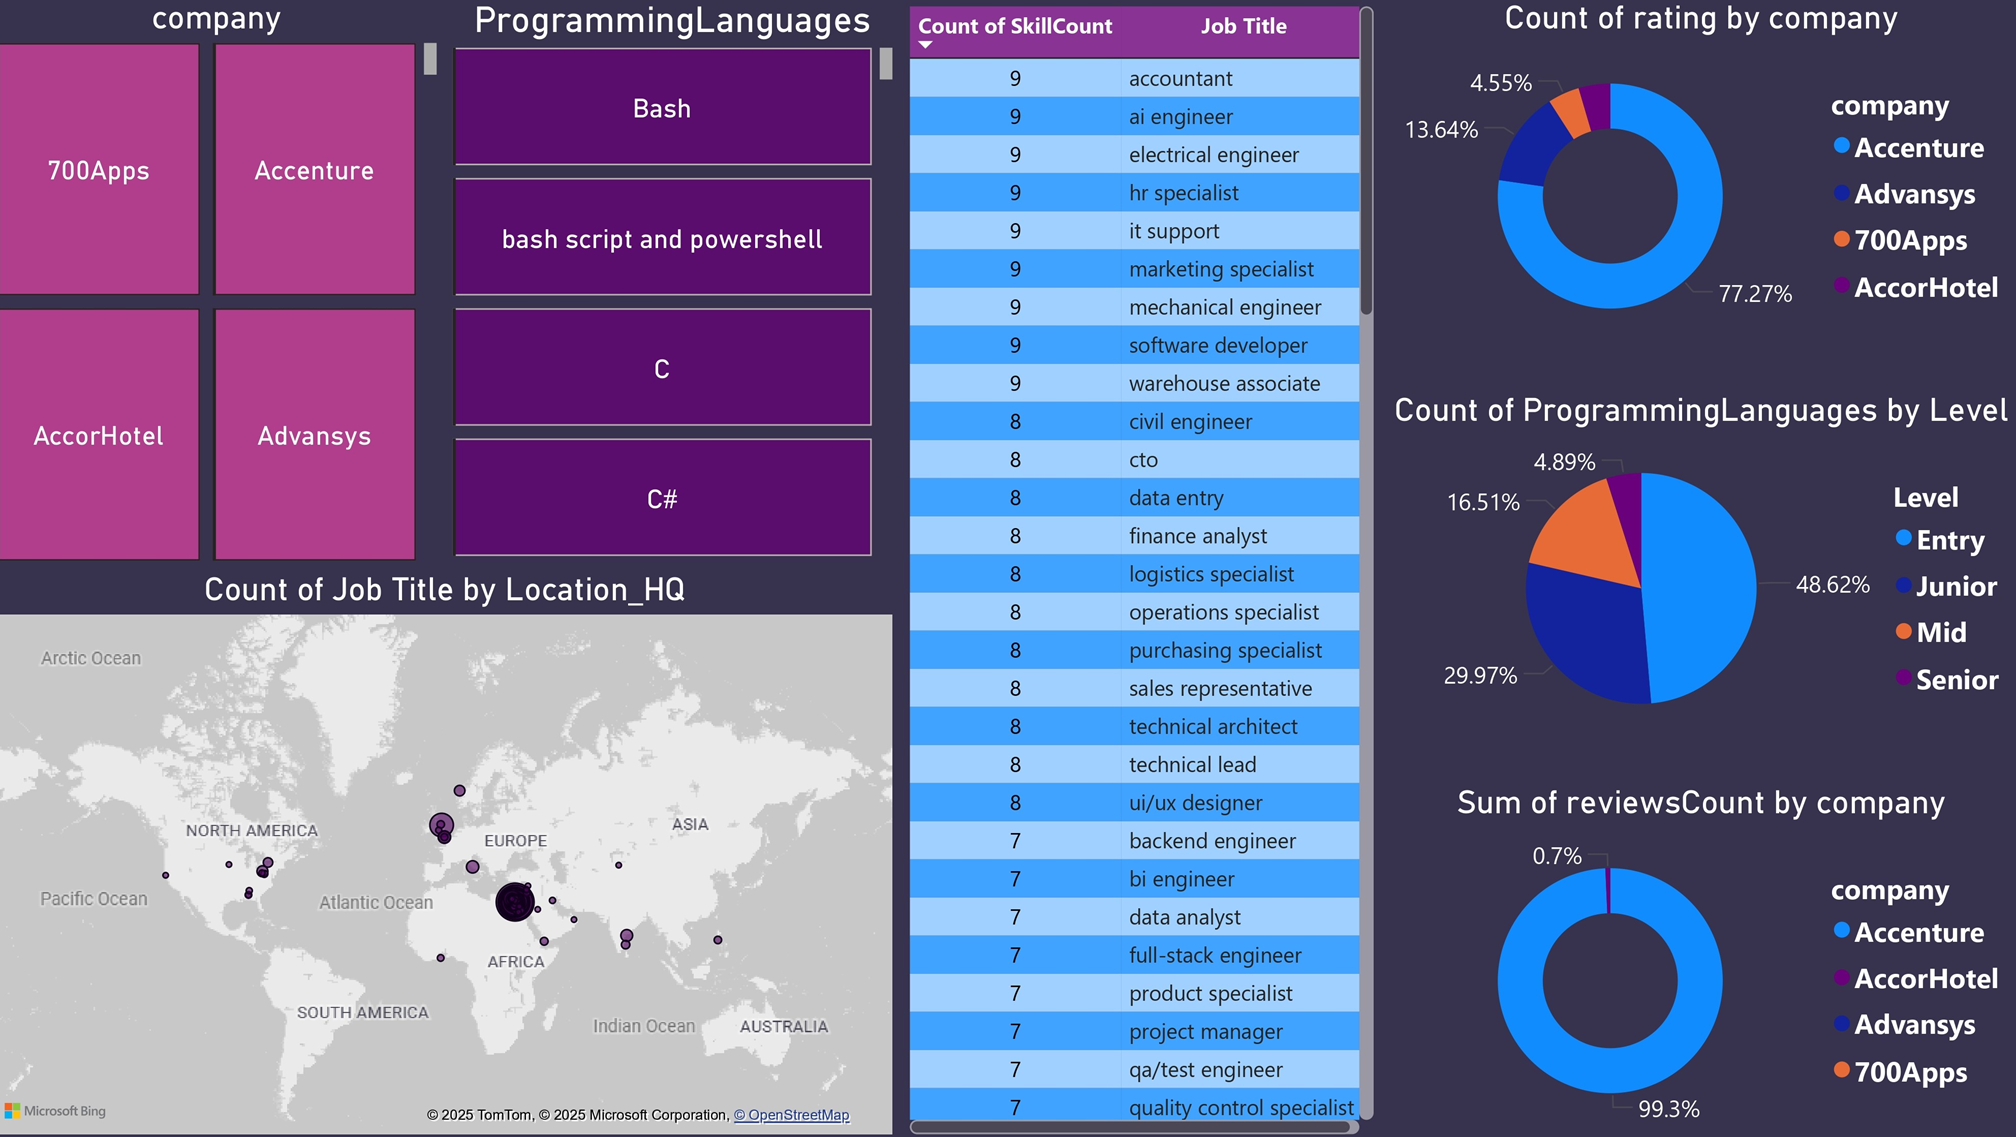 company
700Apps
Accenture
AccorHotel
Advansys
ProgrammingLanguages
Bash
bash script and powershell
C
C#
Count of Job Title by Location_HQ
Arctic Ocean
NORTH AMERICA
EUROPE
ASIA
Pacific Ocean
Atlantic Ocean
AFRICA
SOUTH AMERICA
Indian Ocean
AUSTRALIA
Microsoft Bing
© 2025 TomTom, © 2025 Microsoft Corporation, © OpenStreetMap
Count of SkillCount Job Title
9 accountant
9 ai engineer
9 electrical engineer
9 hr specialist
9 it support
9 marketing specialist
9 mechanical engineer
9 software developer
9 warehouse associate
8 civil engineer
8 cto
8 data entry
8 finance analyst
8 logistics specialist
8 operations specialist
8 purchasing specialist
8 sales representative
8 technical architect
8 technical lead
8 ui/ux designer
7 backend engineer
7 bi engineer
7 data analyst
7 full-stack engineer
7 product specialist
7 project manager
7 qa/test engineer
7 quality control specialist
Count of rating by company
4.55%
13.64%
77.27%
company
Accenture
Advansys
700Apps
AccorHotel
Count of ProgrammingLanguages by Level
4.89%
16.51%
48.62%
29.97%
Level
Entry
Junior
Mid
Senior
Sum of reviewsCount by company
0.7%
99.3%
company
Accenture
AccorHotel
Advansys
700Apps